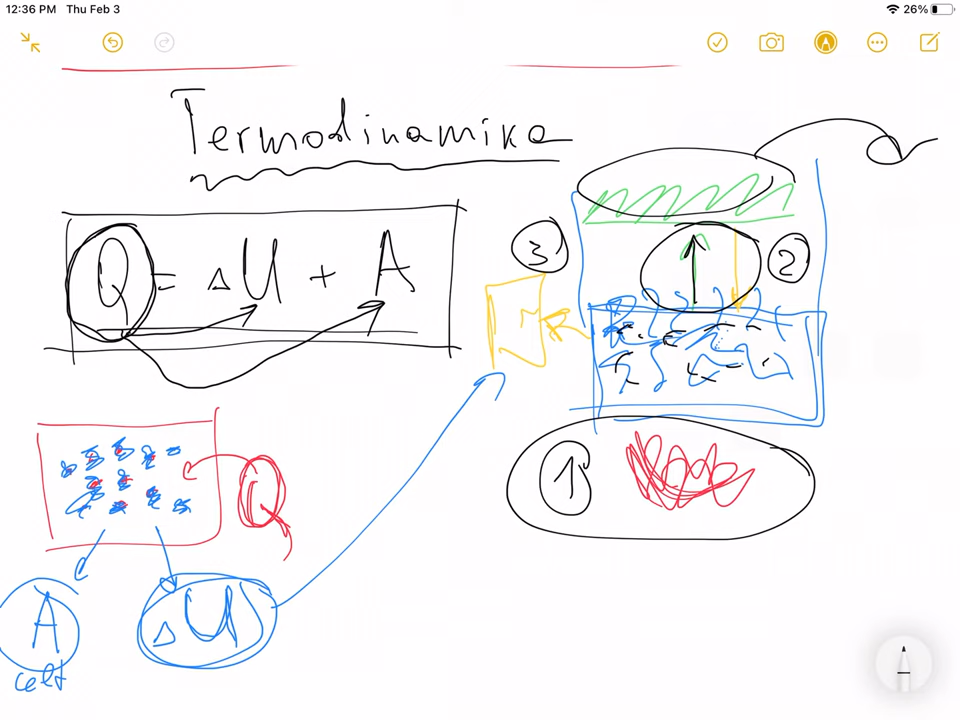 12:36 PM Thu Feb 3
26%
Termodinamika
Q = ΔU + A
3
2
1
Q
A
ΔU
celt